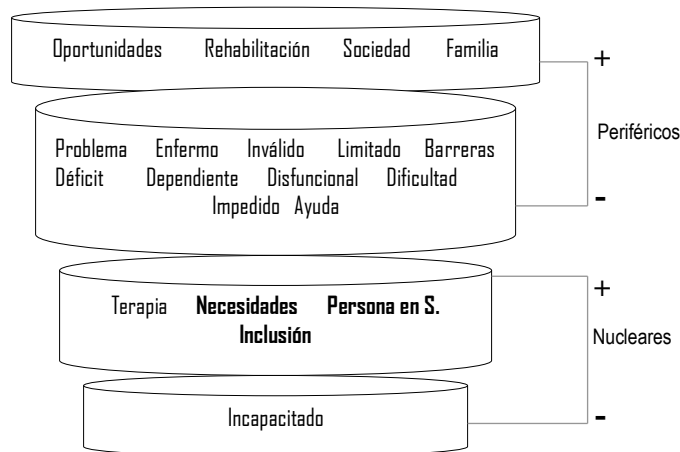 Oportunidades Rehabilitación Sociedad Familia
+
Periféricos
Problema Enfermo Inválido Limitado Barreras
Déficit Dependiente Disfuncional Dificultad
Impedido Ayuda
-
+
Terapia Necesidades Persona en S.
Inclusión
Nucleares
Incapacitado
-